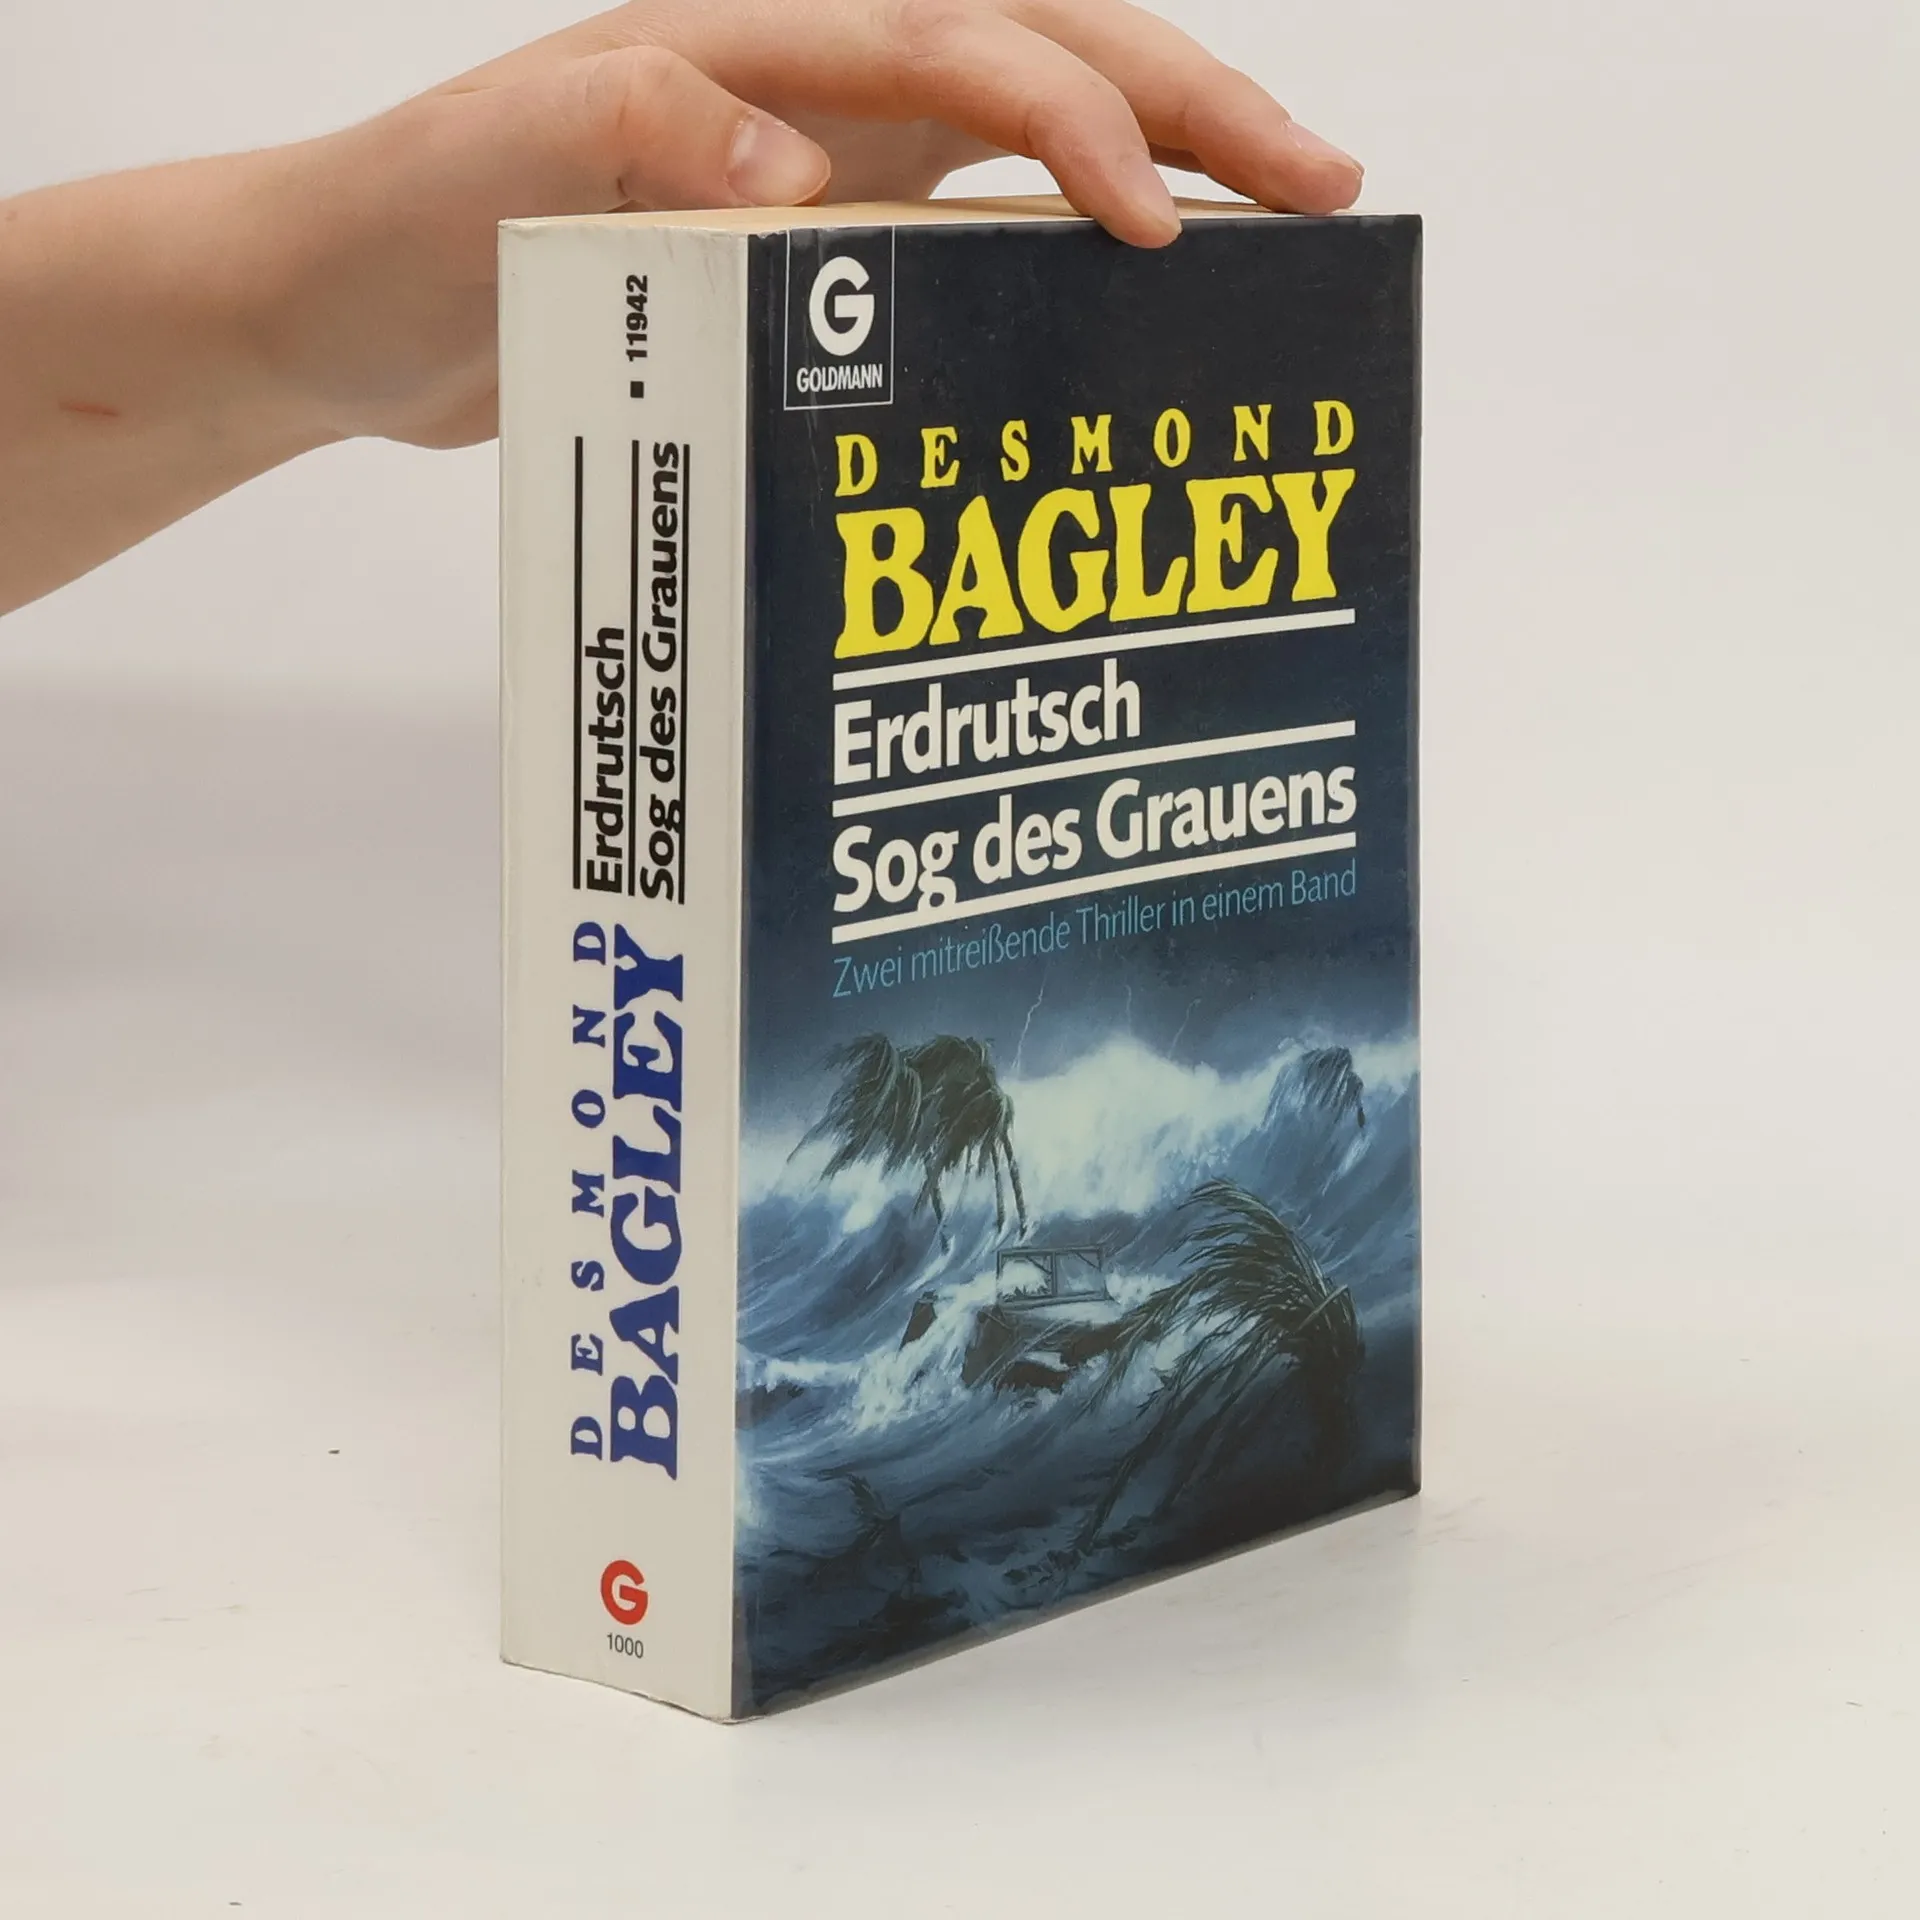 11942
Erdrutsch
Sog des Grauens
DESMOND
BAGLEY
G
1000
G
GOLDMANN
DESMOND
BAGLEY
Erdrutsch
Sog des Grauens
Zwei mitreißende Thriller in einem Band